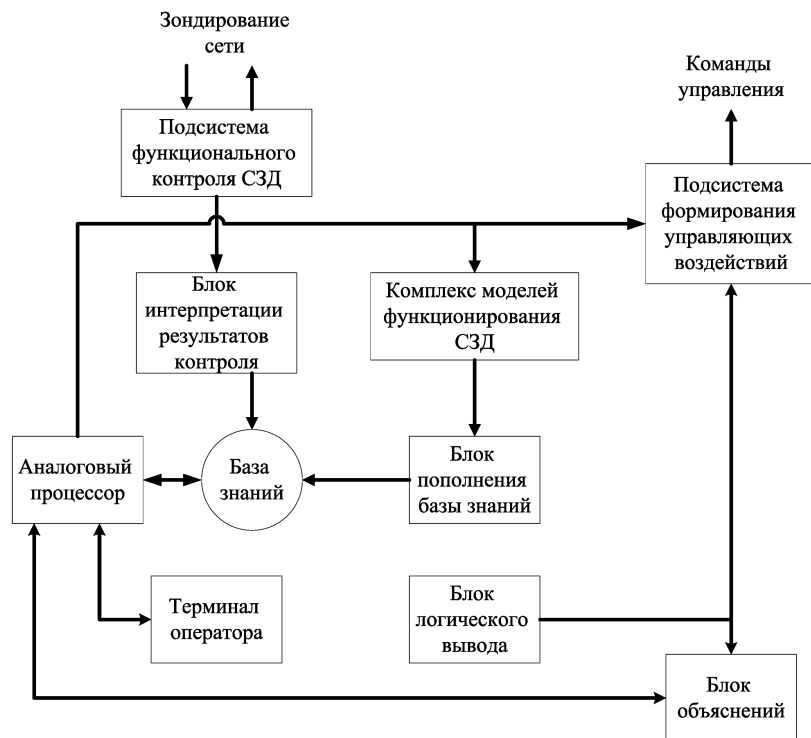 Зондирование
сети
Команды
управления
Подсистема
функционального
контроля СЗД
Подсистема
формирования
управляющих
воздействий
Блок
интерпретации
результатов
контроля
Комплекс моделей
функционирования
СЗД
Аналоговый
процессор
База
знаний
Блок
пополнения
базы знаний
Терминал
оператора
Блок
логического
вывода
Блок
объяснений